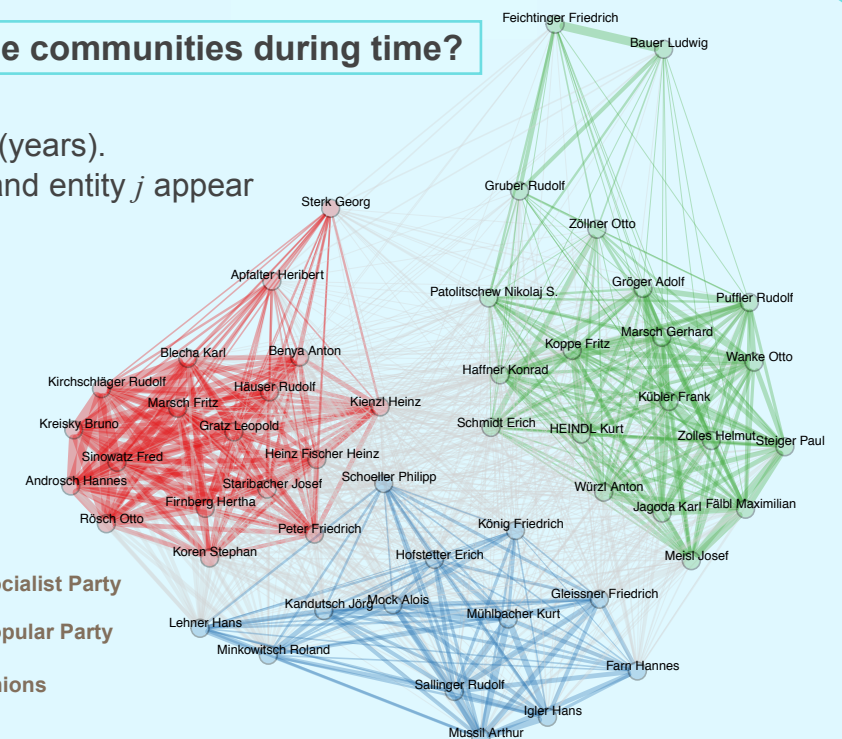 e communities during time?
(years).
and entity j appear
Feichtinger Friedrich
Bauer Ludwig
Gruber Rudolf
Sterk Georg
Zöllner Otto
Apfalter Heribert
Patolitschew Nikolaj S.
Gröger Adolf
Puffler Rudolf
Marsch Gerhard
Koppe Fritz
Blecha Karl
Benya Anton
Wanke Otto
Haffner Konrad
Kirchschläger Rudolf
Häuser Rudolf
Marsch Fritz
Kienzl Heinz
Kübler Frank
Kreisky Bruno
Gratz Leopold
Schmidt Erich
HEINDL Kurt
Zolles Helmut
Steiger Paul
Sinowatz Fred
Heinz Fischer Heinz
Androsch Hannes
Staribacher Josef
Schoeller Philipp
Würzl Anton
Firnberg Hertha
Jagoda Karl
Fälbl Maximilian
Rösch Otto
Peter Friedrich
König Friedrich
Koren Stephan
Hofstetter Erich
Meisl Josef
cialist Party
Kandutsch Jörg
Mock Alois
Gleissner Friedrich
Mühlbacher Kurt
Lehner Hans
opular Party
Minkowitsch Roland
Farn Hannes
nions
Sallinger Rudolf
Igler Hans
Mussil Arthur